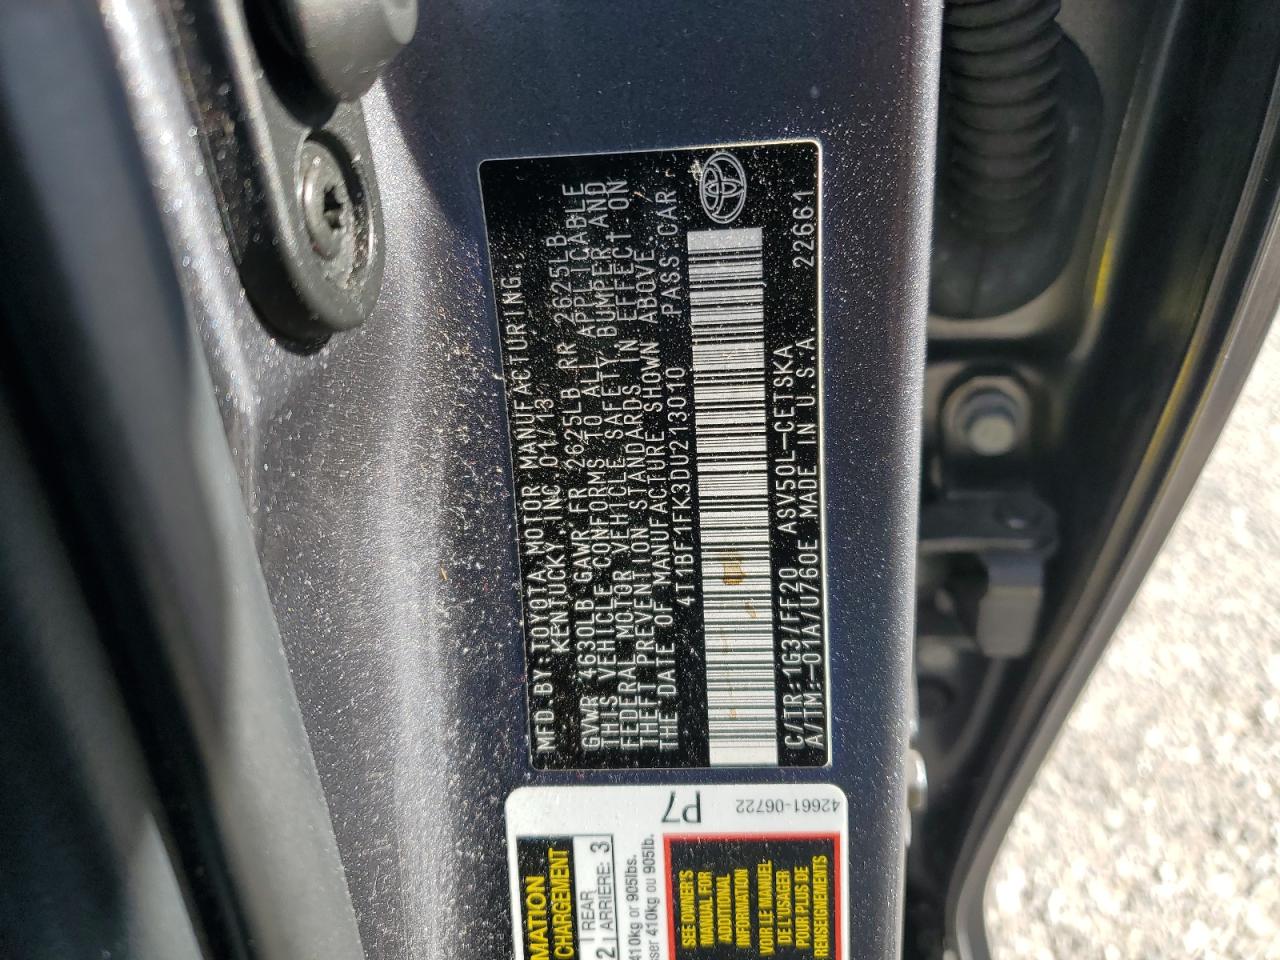 MFD. BY: TOYOTA MOTOR MANUFACTURING,
KENTUCKY, INC 01/13
GVWR 4630LB GAWR FR 2625LB RR 2625LB
THIS VEHICLE CONFORMS TO ALL APPLICABLE
FEDERAL MOTOR VEHICLE SAFETY, BUMPER AND
THEFT PREVENTION STANDARDS IN EFFECT ON
THE DATE OF MANUFACTURE SHOWN ABOVE.
4T1BF1FK3DU213010 PASS.CAR
C/TR: 1G3/FF20 ASV50L-CETSKA
A/TM: -01A/U760E MADE IN U.S.A. 22661
P7
42661-06722
MATION
CHARGEMENT
2 REAR
ARRIERE: 3
410kg or 905lbs.
sser 410kg ou 905lb.
SEE OWNER'S
MANUAL FOR
ADDITIONAL
INFORMATION
VOIR LE MANUEL
DE L'USAGER
POUR PLUS DE
RENSEIGNEMENTS